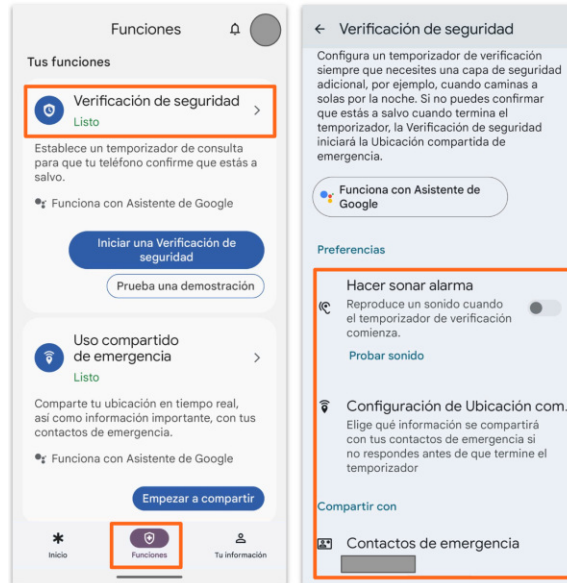 Funciones
Tus funciones
Verificación de seguridad
Listo
Establece un temporizador de consulta
para que tu teléfono confirme que estás a
salvo.
Funciona con Asistente de Google
Iniciar una Verificación de
seguridad
Prueba una demostración
Uso compartido
de emergencia
Listo
Comparte tu ubicación en tiempo real,
así como información importante, con tus
contactos de emergencia.
Funciona con Asistente de Google
Empezar a compartir
Inicio
Funciones
Tu información
Verificación de seguridad
Configura un temporizador de verificación
siempre que necesites una capa de seguridad
adicional, por ejemplo, cuando caminas a
solas por la noche. Si no puedes confirmar
que estás a salvo cuando termina el
temporizador, la Verificación de seguridad
iniciará la Ubicación compartida de
emergencia.
Funciona con Asistente de
Google
Preferencias
Hacer sonar alarma
Reproduce un sonido cuando
el temporizador de verificación
comienza.
Probar sonido
Configuración de Ubicación com.
Elige qué información se compartirá
con tus contactos de emergencia si
no respondes antes de que termine el
temporizador
Compartir con
Contactos de emergencia